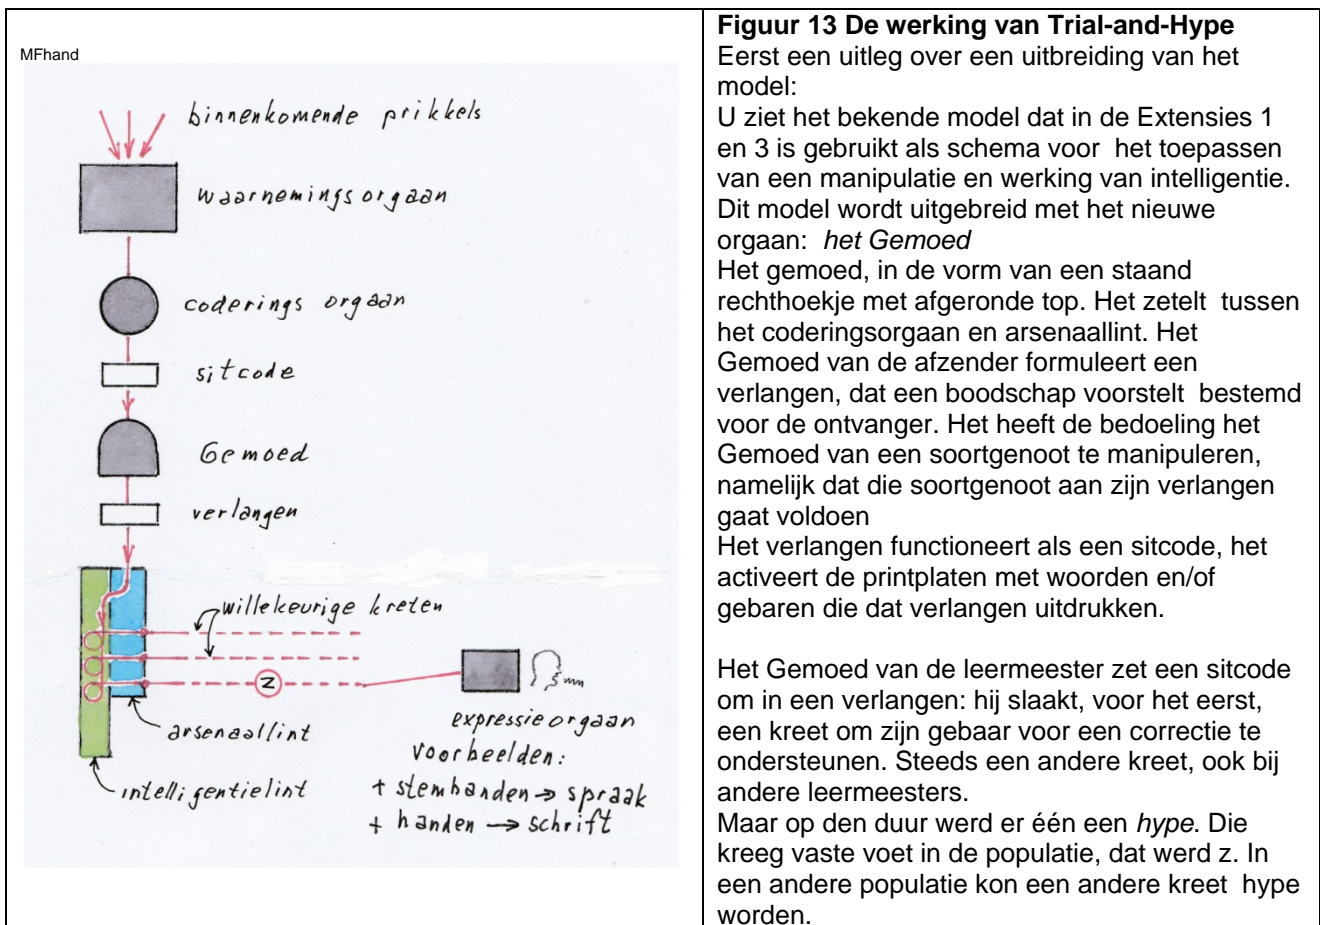 MFhand
binnenkomende prikkels
waarnemingsorgaan
coderings orgaan
sitcode
Gemoed
verlangen
willekeurige kreten
z
arsenaallint
intelligentielint
expressieorgaan
voorbeelden:
+ stembanden → spraak
+ handen → schrift
Figuur 13 De werking van Trial-and-Hype
Eerst een uitleg over een uitbreiding van het
model:
U ziet het bekende model dat in de Extensies 1
en 3 is gebruikt als schema voor het toepassen
van een manipulatie en werking van intelligentie.
Dit model wordt uitgebreid met het nieuwe
orgaan: het Gemoed
Het gemoed, in de vorm van een staand
rechthoekje met afgeronde top. Het zetelt tussen
het coderingsorgaan en arsenaallint. Het
Gemoed van de afzender formuleert een
verlangen, dat een boodschap voorstelt bestemd
voor de ontvanger. Het heeft de bedoeling het
Gemoed van een soortgenoot te manipuleren,
namelijk dat die soortgenoot aan zijn verlangen
gaat voldoen
Het verlangen functioneert als een sitcode, het
activeert de printplaten met woorden en/of
gebaren die dat verlangen uitdrukken.
Het Gemoed van de leermeester zet een sitcode
om in een verlangen: hij slaakt, voor het eerst,
een kreet om zijn gebaar voor een correctie te
ondersteunen. Steeds een andere kreet, ook bij
andere leermeesters.
Maar op den duur werd er één een hype. Die
kreeg vaste voet in de populatie, dat werd z. In
een andere populatie kon een andere kreet hype
worden.